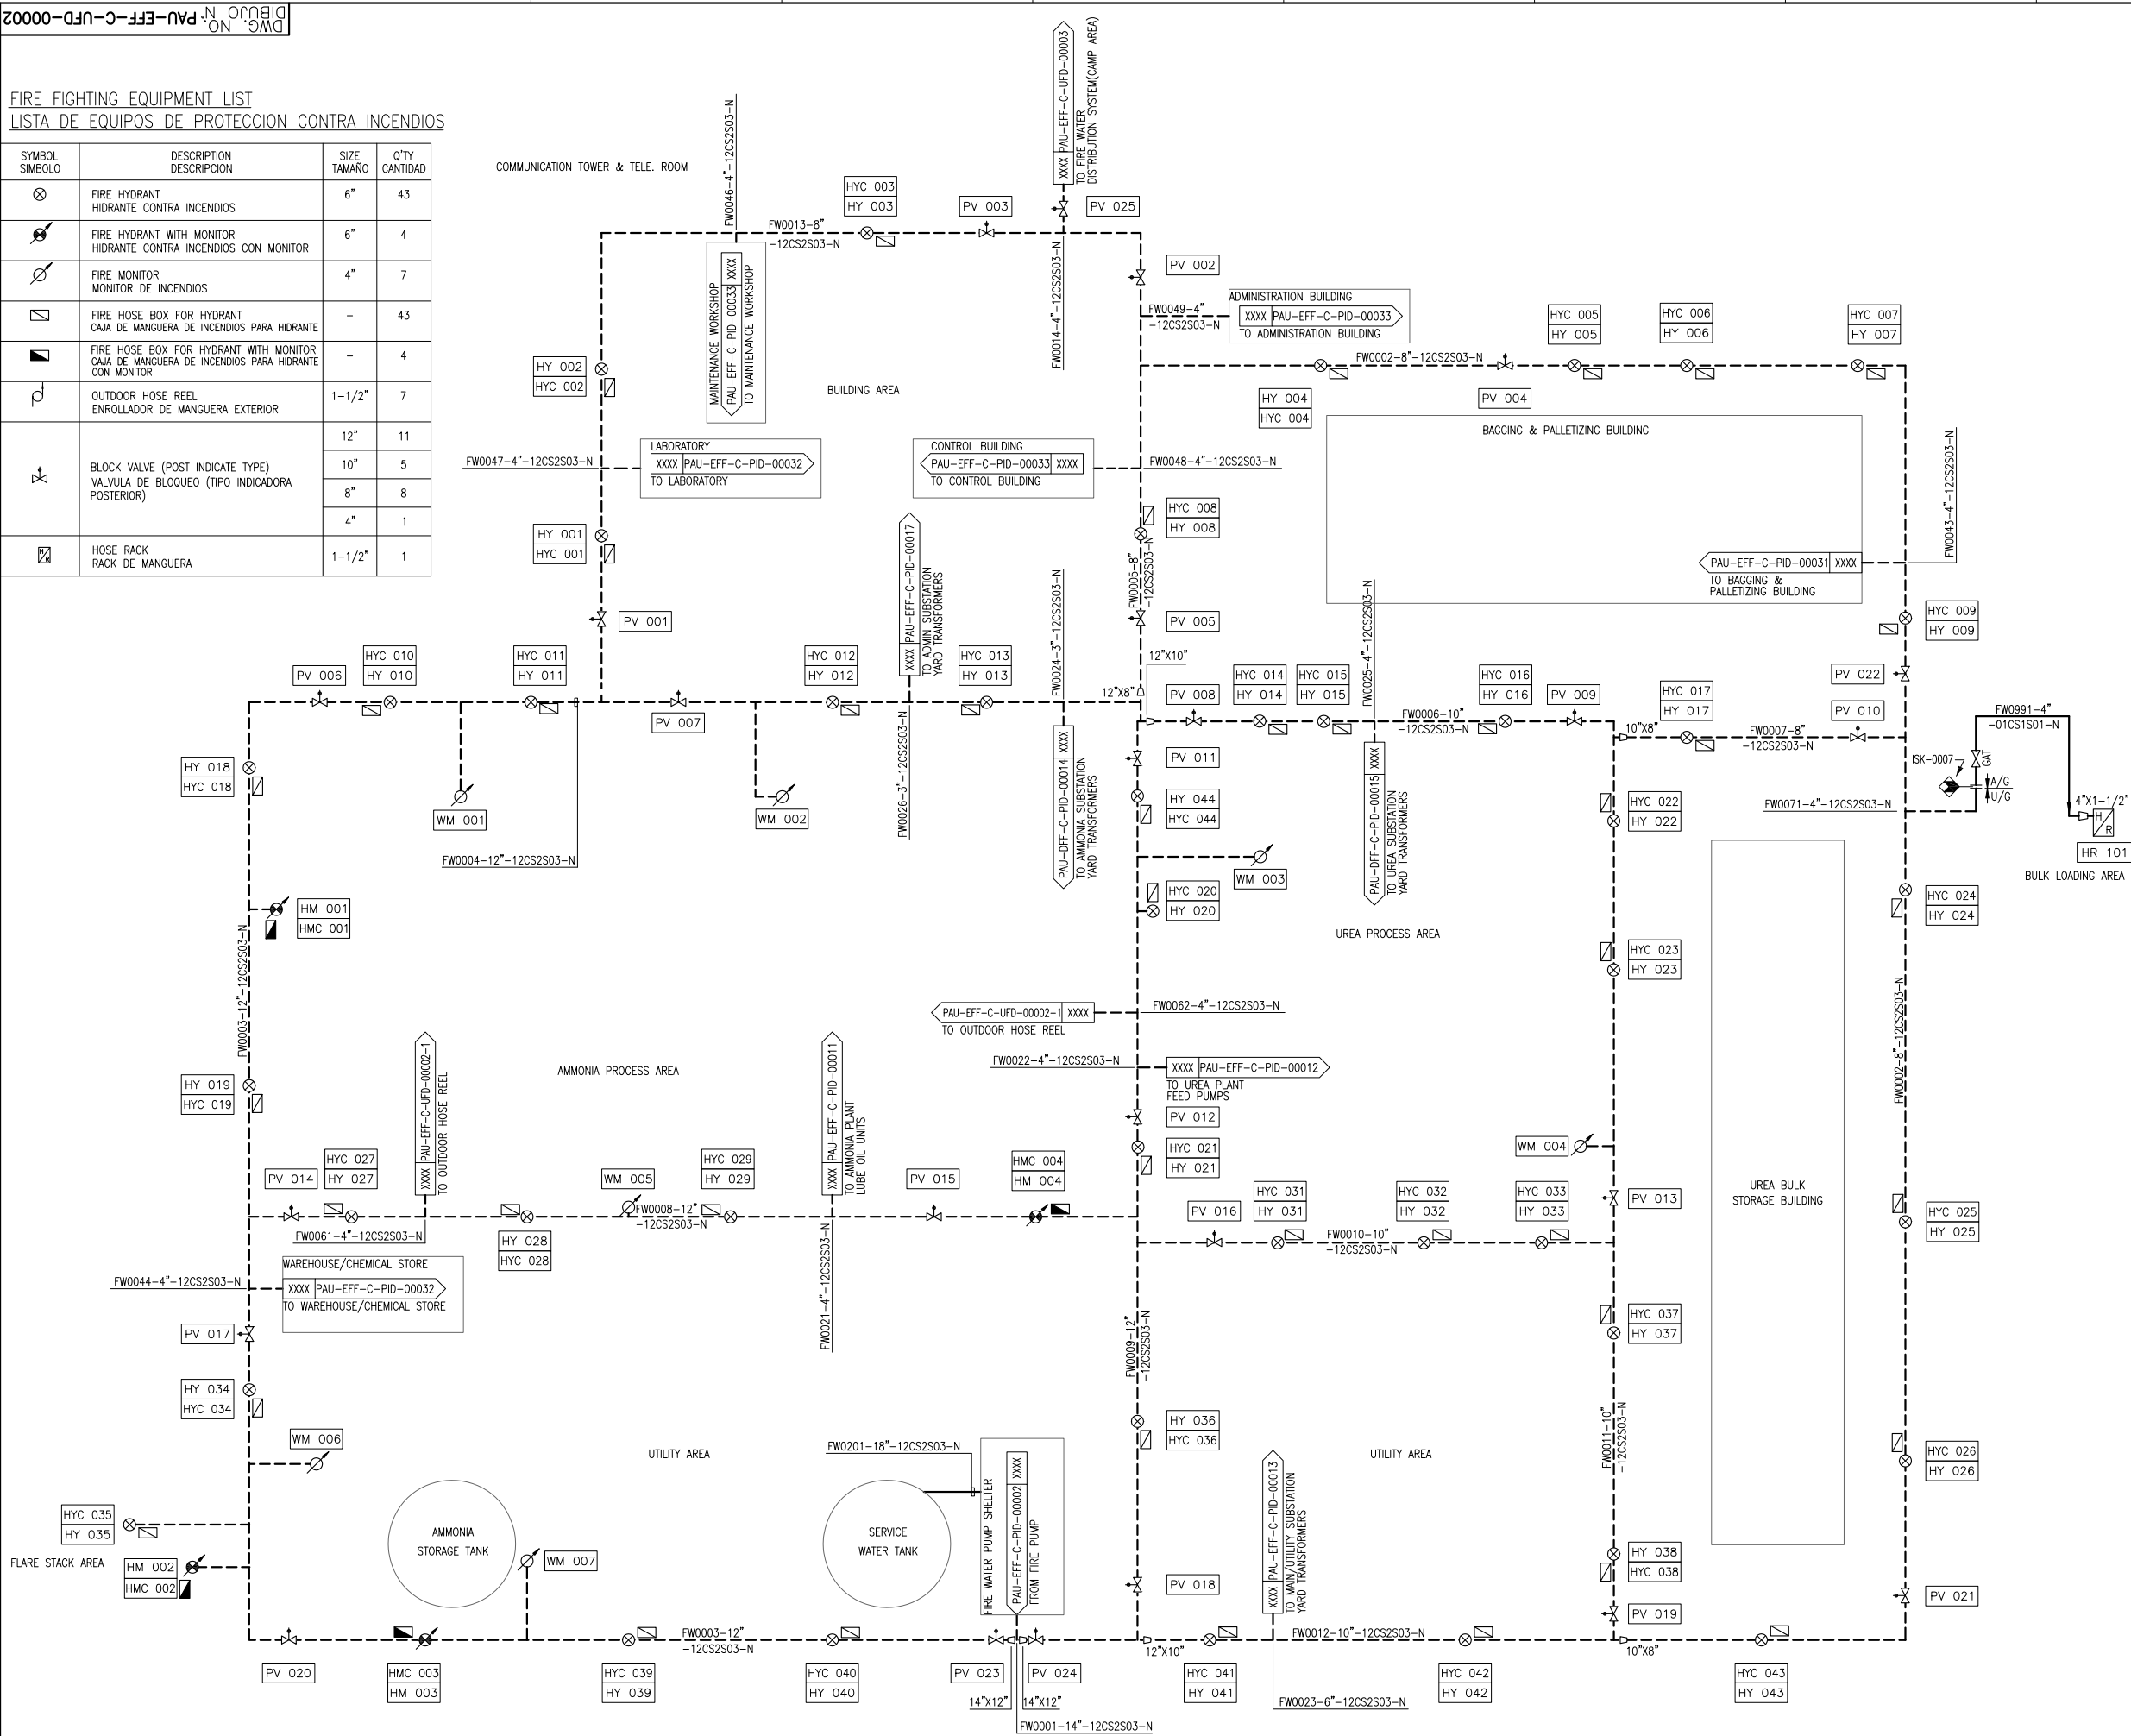 DWG. NO.
DIBUJO N°. PAU-EFF-C-UFD-00002
FIRE FIGHTING EQUIPMENT LIST
LISTA DE EQUIPOS DE PROTECCION CONTRA INCENDIOS
SYMBOL
SIMBOLO
DESCRIPTION
DESCRIPCION
SIZE
TAMAÑO
Q'TY
CANTIDAD
FIRE HYDRANT
HIDRANTE CONTRA INCENDIOS
6" 43
FIRE HYDRANT WITH MONITOR
HIDRANTE CONTRA INCENDIOS CON MONITOR
6" 4
FIRE MONITOR
MONITOR DE INCENDIOS
4" 7
FIRE HOSE BOX FOR HYDRANT
CAJA DE MANGUERA DE INCENDIOS PARA HIDRANTE
- 43
FIRE HOSE BOX FOR HYDRANT WITH MONITOR
CAJA DE MANGUERA DE INCENDIOS PARA HIDRANTE
CON MONITOR
- 4
OUTDOOR HOSE REEL
ENROLLADOR DE MANGUERA EXTERIOR
1-1/2" 7
BLOCK VALVE (POST INDICATE TYPE)
VALVULA DE BLOQUEO (TIPO INDICADORA
POSTERIOR)
12" 11
10" 5
8" 8
4" 1
H/R
HOSE RACK
RACK DE MANGUERA
1-1/2" 1
COMMUNICATION TOWER & TELE. ROOM
FW0046-4"-12CS2S03-N
HYC 003
HY 003
PV 003
XXXX PAU-EFF-C-UFD-00003
TO FIRE WATER
DISTRIBUTION SYSTEM(CAMP AREA)
PV 025
FW0013-8"
-12CS2S03-N
PV 002
MAINTENANCE WORKSHOP
PAU-EFF-C-PID-00033 XXXX
TO MAINTENANCE WORKSHOP
FW0014-4"-12CS2S03-N
FW0049-4"
-12CS2S03-N
ADMINISTRATION BUILDING
XXXX PAU-EFF-C-PID-00033
TO ADMINISTRATION BUILDING
HYC 005
HY 005
HYC 006
HY 006
HYC 007
HY 007
FW0002-8"-12CS2S03-N
HY 002
HYC 002
BUILDING AREA
HY 004
HYC 004
PV 004
BAGGING & PALLETIZING BUILDING
FW0047-4"-12CS2S03-N
LABORATORY
XXXX PAU-EFF-C-PID-00032
TO LABORATORY
CONTROL BUILDING
PAU-EFF-C-PID-00033 XXXX
TO CONTROL BUILDING
FW0048-4"-12CS2S03-N
FW0043-4"-12CS2S03-N
HYC 008
HY 008
HY 001
HYC 001
FW0005-8"
-12CS2S03-N
PAU-EFF-C-PID-00031 XXXX
TO BAGGING &
PALLETIZING BUILDING
PV 001
XXXX PAU-EFF-C-PID-00017
TO ADMIN SUBSTATION
YARD TRANSFORMERS
FW0024-3"-12CS2S03-N
PV 005
FW0025-4"-12CS2S03-N
HYC 009
HY 009
PV 006
HYC 010
HY 010
HYC 011
HY 011
HYC 012
HY 012
HYC 013
HY 013
12"X10"
12"X8"
PV 008
HYC 014
HY 014
HYC 015
HY 015
HYC 016
HY 016
PV 009
HYC 017
HY 017
PV 022
PV 010
PV 007
FW0006-10"
-12CS2S03-N
10"X8"
FW0007-8"
-12CS2S03-N
FW0991-4"
-01CS1S01-N
HY 018
HYC 018
WM 001
WM 002
FW0026-3"-12CS2S03-N
PAU-DFF-C-PID-00014 XXXX
TO AMMONIA SUBSTATION
YARD TRANSFORMERS
PV 011
HY 044
HYC 044
PAU-DFF-C-PID-00015 XXXX
TO UREA SUBSTATION
YARD TRANSFORMERS
HYC 022
HY 022
ISK-0007
GAT
A/G
U/G
FW0071-4"-12CS2S03-N
4"X1-1/2"
H/R
HR 101
BULK LOADING AREA
FW0004-12"-12CS2S03-N
WM 003
HM 001
HMC 001
HYC 020
HY 020
UREA PROCESS AREA
HYC 024
HY 024
HYC 023
HY 023
FW0003-12"-12CS2S03-N
FW0002-8"-12CS2S03-N
PAU-EFF-C-UFD-00002-1 XXXX
TO OUTDOOR HOSE REEL
FW0062-4"-12CS2S03-N
FW0022-4"-12CS2S03-N
XXXX PAU-EFF-C-PID-00012
TO UREA PLANT
FEED PUMPS
HY 019
HYC 019
XXXX PAU-EFF-C-UFD-00002-1
TO OUTDOOR HOSE REEL
AMMONIA PROCESS AREA
XXXX PAU-EFF-C-PID-00011
TO AMMONIA PLANT
LUBE OIL UNITS
PV 012
HYC 021
HY 021
WM 004
PV 014
HYC 027
HY 027
WM 005
HYC 029
HY 029
PV 015
HMC 004
HM 004
FW0008-12"
-12CS2S03-N
PV 016
HYC 031
HY 031
HYC 032
HY 032
HYC 033
HY 033
PV 013
UREA BULK
STORAGE BUILDING
HYC 025
HY 025
FW0061-4"-12CS2S03-N
HY 028
HYC 028
FW0010-10"
-12CS2S03-N
WAREHOUSE/CHEMICAL STORE
FW0044-4"-12CS2S03-N
XXXX PAU-EFF-C-PID-00032
TO WAREHOUSE/CHEMICAL STORE
FW0021-4"-12CS2S03-N
FW0009-12"
-12CS2S03-N
PV 017
HYC 037
HY 037
HY 034
HYC 034
HY 036
HYC 036
FW0011-10"
-12CS2S03-N
WM 006
UTILITY AREA
FW0201-18"-12CS2S03-N
UTILITY AREA
HYC 026
HY 026
HYC 035
HY 035
FLARE STACK AREA
HM 002
HMC 002
AMMONIA
STORAGE TANK
WM 007
SERVICE
WATER TANK
FIRE WATER PUMP SHELTER
PAU-EFF-C-PID-00002 XXXX
FROM FIRE PUMP
XXXX PAU-EFF-C-PID-00013
TO MAIN/UTILITY SUBSTATION
YARD TRANSFORMERS
HY 038
HYC 038
PV 018
PV 019
PV 021
FW0003-12"
-12CS2S03-N
12"X10"
FW0012-10"-12CS2S03-N
10"X8"
PV 020
HMC 003
HM 003
HYC 039
HY 039
HYC 040
HY 040
PV 023
PV 024
HYC 041
HY 041
HYC 042
HY 042
HYC 043
HY 043
14"X12"
14"X12"
FW0023-6"-12CS2S03-N
FW0001-14"-12CS2S03-N